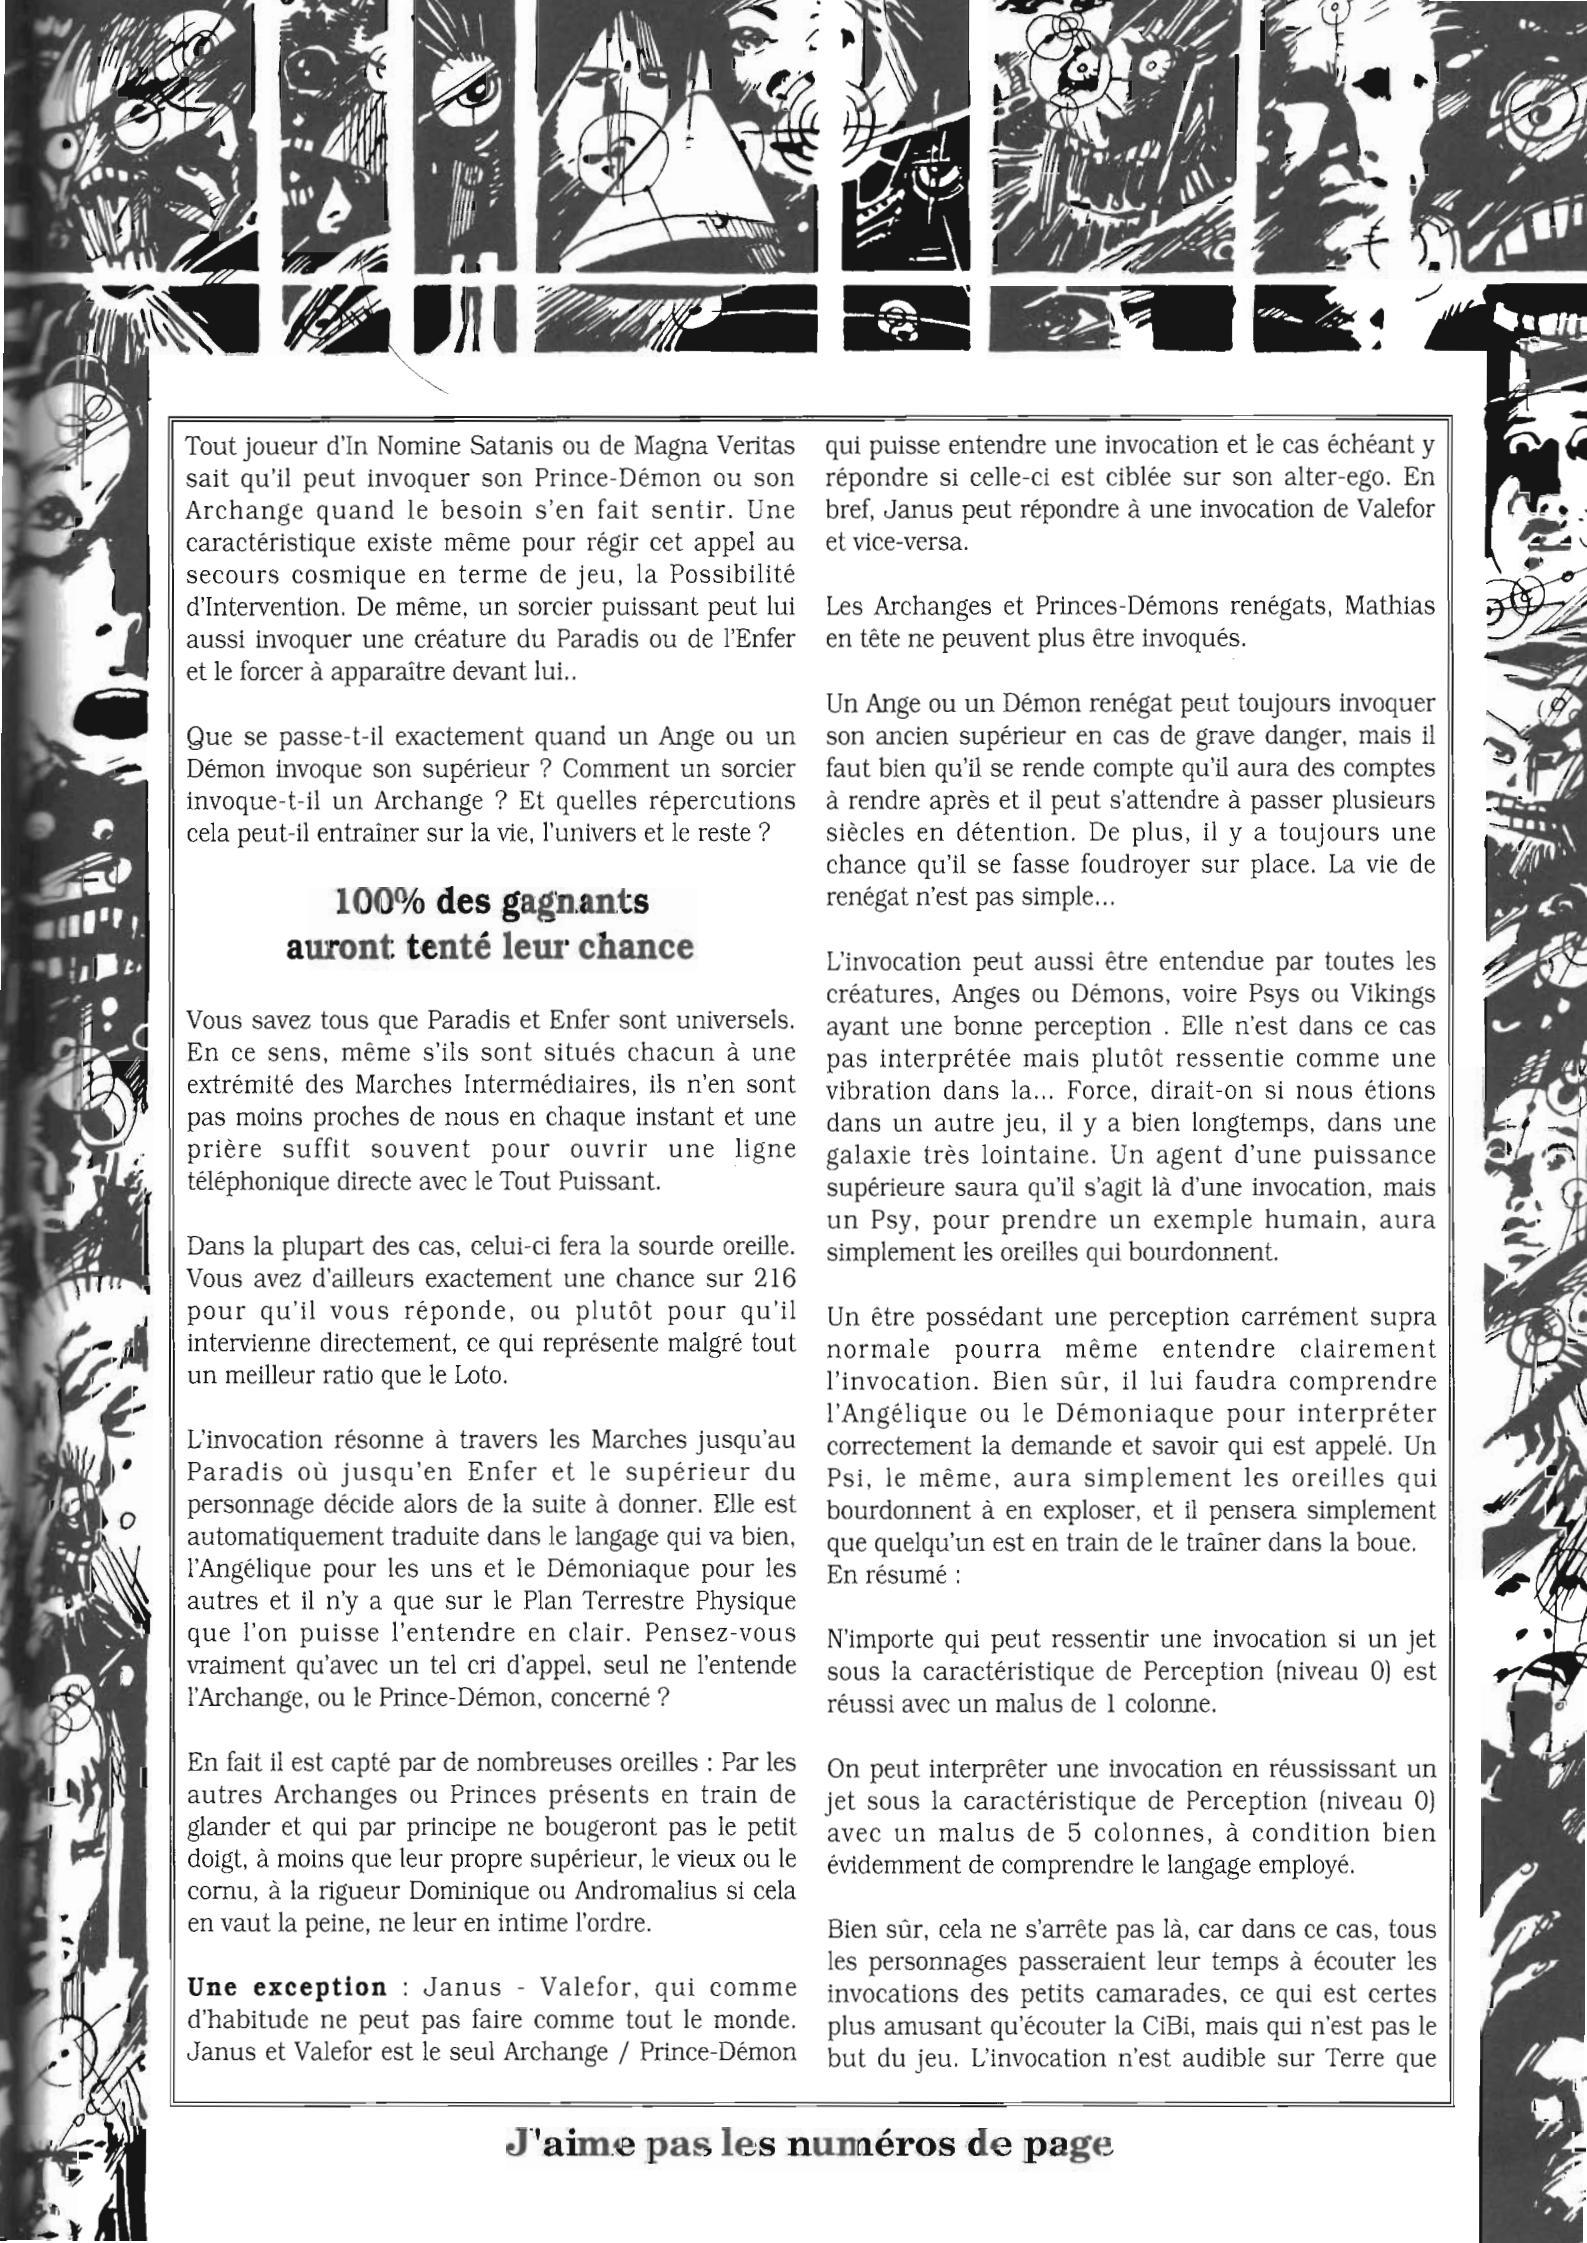 Tout joueur d'In Nomine Satanis ou de Magna Veritas
sait qu'il peut invoquer son Prince-Démon ou son
Archange quand le besoin s'en fait sentir. Une
caractéristique existe même pour régir cet appel au
secours cosmique en terme de jeu, la Possibilité
d'Intervention. De même, un sorcier puissant peut lui
aussi invoquer une créature du Paradis ou de l'Enfer
et le forcer à apparaître devant lui..
Que se passe-t-il exactement quand un Ange ou un
Démon invoque son supérieur ? Comment un sorcier
invoque-t-il un Archange ? Et quelles répercutions
cela peut-il entraîner sur la vie, l'univers et le reste ?
100% des gagnants
auront tenté leur chance
Vous savez tous que Paradis et Enfer sont universels.
En ce sens, même s'ils sont situés chacun à une
extrémité des Marches Intermédiaires, ils n'en sont
pas moins proches de nous en chaque instant et une
prière suffit souvent pour ouvrir une ligne
téléphonique directe avec le Tout Puissant.
Dans la plupart des cas, celui-ci fera la sourde oreille.
Vous avez d'ailleurs exactement une chance sur 216
pour qu'il vous réponde, ou plutôt pour qu'il
intervienne directement, ce qui représente malgré tout
un meilleur ratio que le Loto.
L'invocation résonne à travers les Marches jusqu'au
Paradis où jusqu'en Enfer et le supérieur du
personnage décide alors de la suite à donner. Elle est
automatiquement traduite dans le langage qui va bien,
l'Angélique pour les uns et le Démoniaque pour les
autres et il n'y a que sur le Plan Terrestre Physique
que l'on puisse l'entendre en clair. Pensez-vous
vraiment qu'avec un tel cri d'appel, seul ne l'entende
l'Archange, ou le Prince-Démon, concerné ?
En fait il est capté par de nombreuses oreilles : Par les
autres Archanges ou Princes présents en train de
glander et qui par principe ne bougeront pas le petit
doigt, à moins que leur propre supérieur, le vieux ou le
cornu, à la rigueur Dominique ou Andromalius si cela
en vaut la peine, ne leur en intime l'ordre.
Une exception : Janus - Valefor, qui comme
d'habitude ne peut pas faire comme tout le monde.
Janus et Valefor est le seul Archange / Prince-Démon
qui puisse entendre une invocation et le cas échéant y
répondre si celle-ci est ciblée sur son alter-ego. En
bref, Janus peut répondre à une invocation de Valefor
et vice-versa.
Les Archanges et Princes-Démons renégats, Mathias
en tête ne peuvent plus être invoqués.
Un Ange ou un Démon renégat peut toujours invoquer
son ancien supérieur en cas de grave danger, mais il
faut bien qu'il se rende compte qu'il aura des comptes
à rendre après et il peut s'attendre à passer plusieurs
siècles en détention. De plus, il y a toujours une
chance qu'il se fasse foudroyer sur place. La vie de
renégat n'est pas simple...
L'invocation peut aussi être entendue par toutes les
créatures, Anges ou Démons, voire Psys ou Vikings
ayant une bonne perception . Elle n'est dans ce cas
pas interprétée mais plutôt ressentie comme une
vibration dans la... Force, dirait-on si nous étions
dans un autre jeu, il y a bien longtemps, dans une
galaxie très lointaine. Un agent d'une puissance
supérieure saura qu'il s'agit là d'une invocation, mais
un Psy, pour prendre un exemple humain, aura
simplement les oreilles qui bourdonnent.
Un être possédant une perception carrément supra
normale pourra même entendre clairement
l'invocation. Bien sûr, il lui faudra comprendre
l'Angélique ou le Démoniaque pour interpréter
correctement la demande et savoir qui est appelé. Un
Psi, le même, aura simplement les oreilles qui
bourdonnent à en exploser, et il pensera simplement
que quelqu'un est en train de le traîner dans la boue.
En résumé :
N'importe qui peut ressentir une invocation si un jet
sous la caractéristique de Perception (niveau 0) est
réussi avec un malus de 1 colonne.
On peut interprêter une invocation en réussissant un
jet sous la caractéristique de Perception (niveau 0)
avec un malus de 5 colonnes, à condition bien
évidemment de comprendre le langage employé.
Bien sûr, cela ne s'arrête pas là, car dans ce cas, tous
les personnages passeraient leur temps à écouter les
invocations des petits camarades, ce qui est certes
plus amusant qu'écouter la CiBi, mais qui n'est pas le
but du jeu. L'invocation n'est audible sur Terre que
J'aime pas les numéros de page